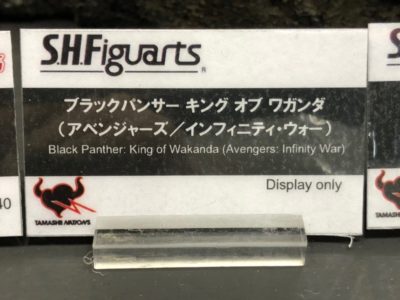 S.H.Figuarts
ブラックパンサー キング オブ ワカンダ
(アベンジャーズ/インフィニティ・ウォー)
Black Panther: King of Wakanda (Avengers: Infinity War)
Display only
TAMASHII NATIONS
40